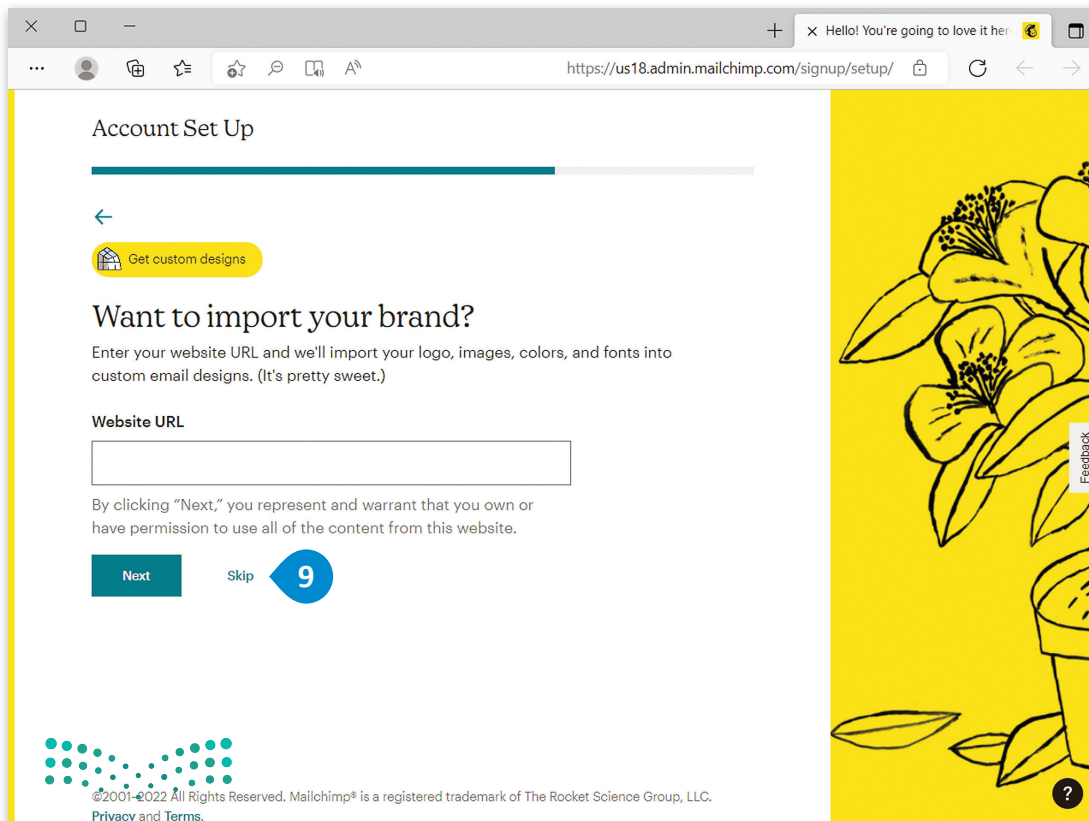 Hello! You're going to love it her
https://us18.admin.mailchimp.com/signup/setup/
Account Set Up
Get custom designs
Want to import your brand?
Enter your website URL and we'll import your logo, images, colors, and fonts into
custom email designs. (It's pretty sweet.)
Website URL
By clicking “Next,” you represent and warrant that you own or
have permission to use all of the content from this website.
Next
Skip
9
Feedback
?
©2001-2022 All Rights Reserved. Mailchimp® is a registered trademark of The Rocket Science Group, LLC.
Privacy and Terms.